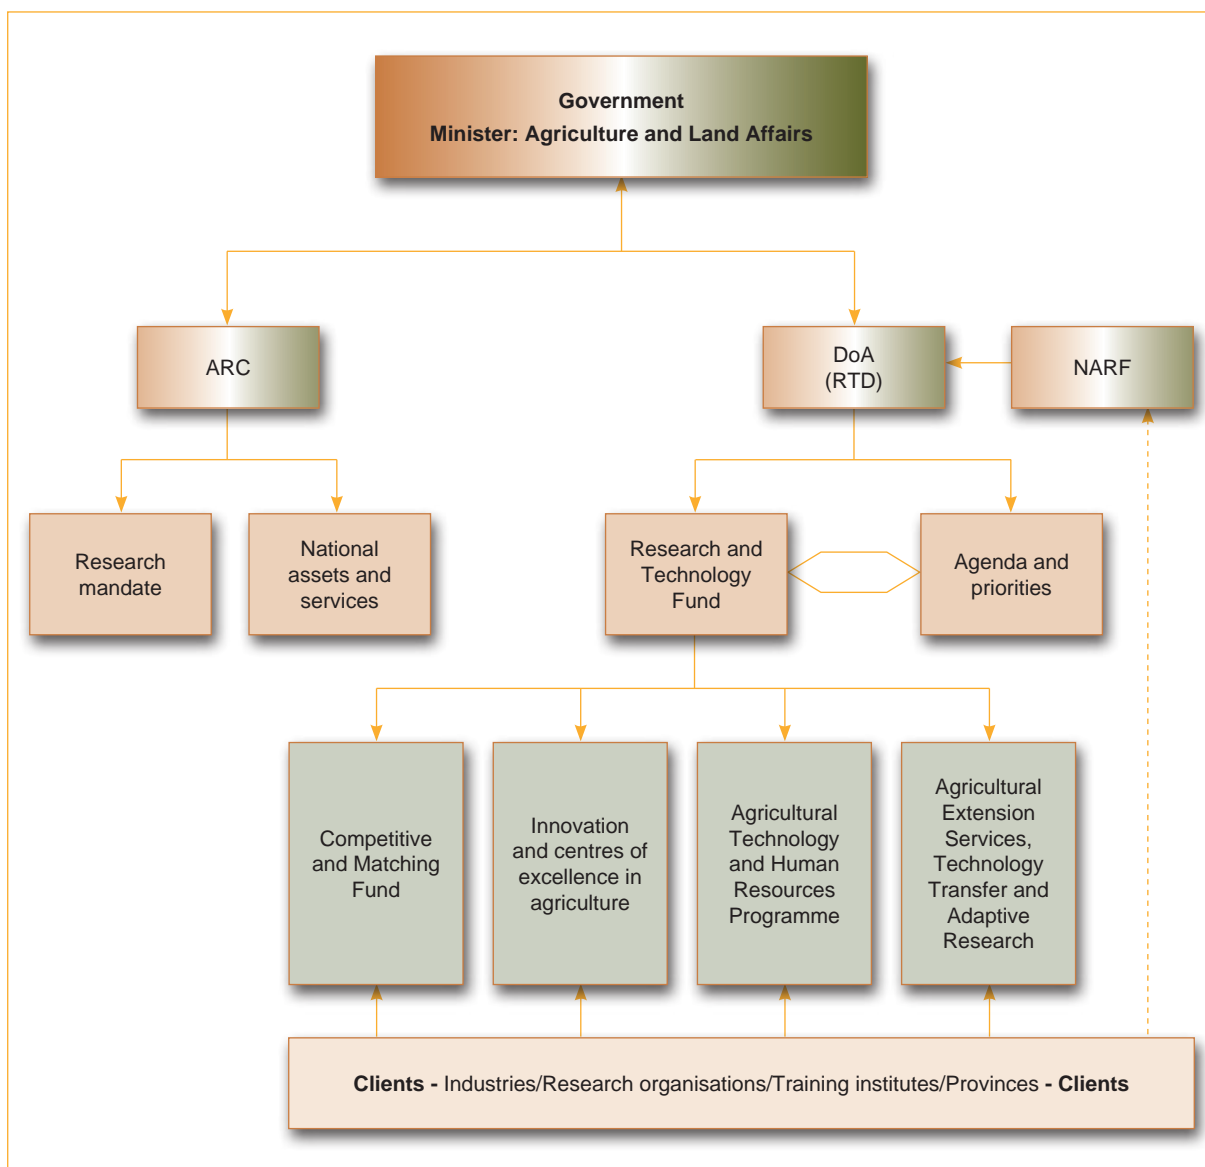 Government
Minister: Agriculture and Land Affairs
ARC
DoA
(RTD)
NARF
Research
mandate
National
assets and
services
Research and
Technology
Fund
Agenda and
priorities
Competitive
and Matching
Fund
Innovation
and centres of
excellence in
agriculture
Agricultural
Technology
and Human
Resources
Programme
Agricultural
Extension
Services,
Technology
Transfer and
Adaptive
Research
Clients - Industries/Research organisations/Training institutes/Provinces - Clients